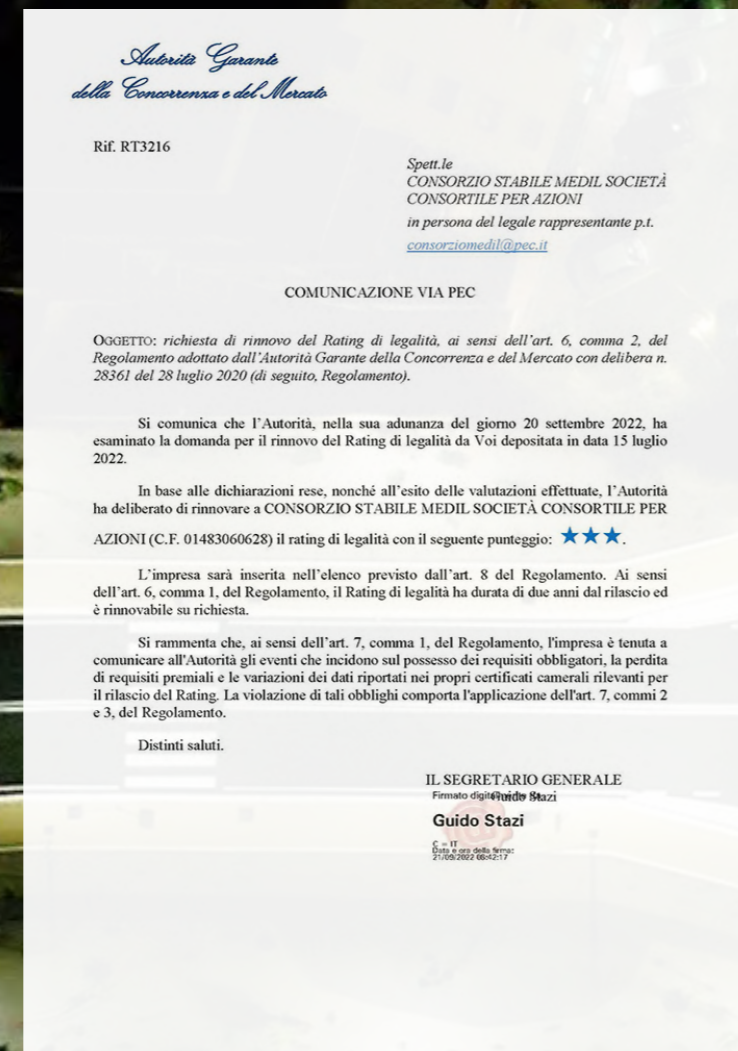 Autorità Garante
della Concorrenza e del Mercato
Rif. RT3216
Spett.le
CONSORZIO STABILE MEDIL SOCIETÀ
CONSORTILE PER AZIONI
in persona del legale rappresentante p.t.
consorziomedil@pec.it
COMUNICAZIONE VIA PEC
OGGETTO: richiesta di rinnovo del Rating di legalità, ai sensi dell'art. 6, comma 2, del
Regolamento adottato dall'Autorità Garante della Concorrenza e del Mercato con delibera n.
28361 del 28 luglio 2020 (di seguito, Regolamento).
Si comunica che l'Autorità, nella sua adunanza del giorno 20 settembre 2022, ha
esaminato la domanda per il rinnovo del Rating di legalità da Voi depositata in data 15 luglio
2022.
In base alle dichiarazioni rese, nonché all'esito delle valutazioni effettuate, l'Autorità
ha deliberato di rinnovare a CONSORZIO STABILE MEDIL SOCIETÀ CONSORTILE PER
AZIONI (C.F. 01483060628) il rating di legalità con il seguente punteggio: ★★★.
L'impresa sarà inserita nell'elenco previsto dall'art. 8 del Regolamento. Ai sensi
dell'art. 6, comma 1, del Regolamento, il Rating di legalità ha durata di due anni dal rilascio ed
è rinnovabile su richiesta.
Si rammenta che, ai sensi dell'art. 7, comma 1, del Regolamento, l'impresa è tenuta a
comunicare all'Autorità gli eventi che incidono sul possesso dei requisiti obbligatori, la perdita
di requisiti premiali e le variazioni dei dati riportati nei propri certificati camerali rilevanti per
il rilascio del Rating. La violazione di tali obblighi comporta l'applicazione dell'art. 7, commi 2
e 3, del Regolamento.
Distinti saluti.
IL SEGRETARIO GENERALE
Firmato Guido Stazi
Guido Stazi
C = IT
Data e ora della firma:
21/09/2022 08:42:17